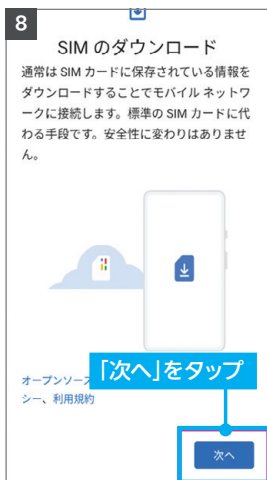 8
SIM のダウンロード
通常は SIM カードに保存されている情報を
ダウンロードすることでモバイル ネットワ
ークに接続します。標準の SIM カードに代
わる手段です。安全性に変わりはありませ
ん。
オープンソース
「次へ」をタップ
シー、利用規約
次へ